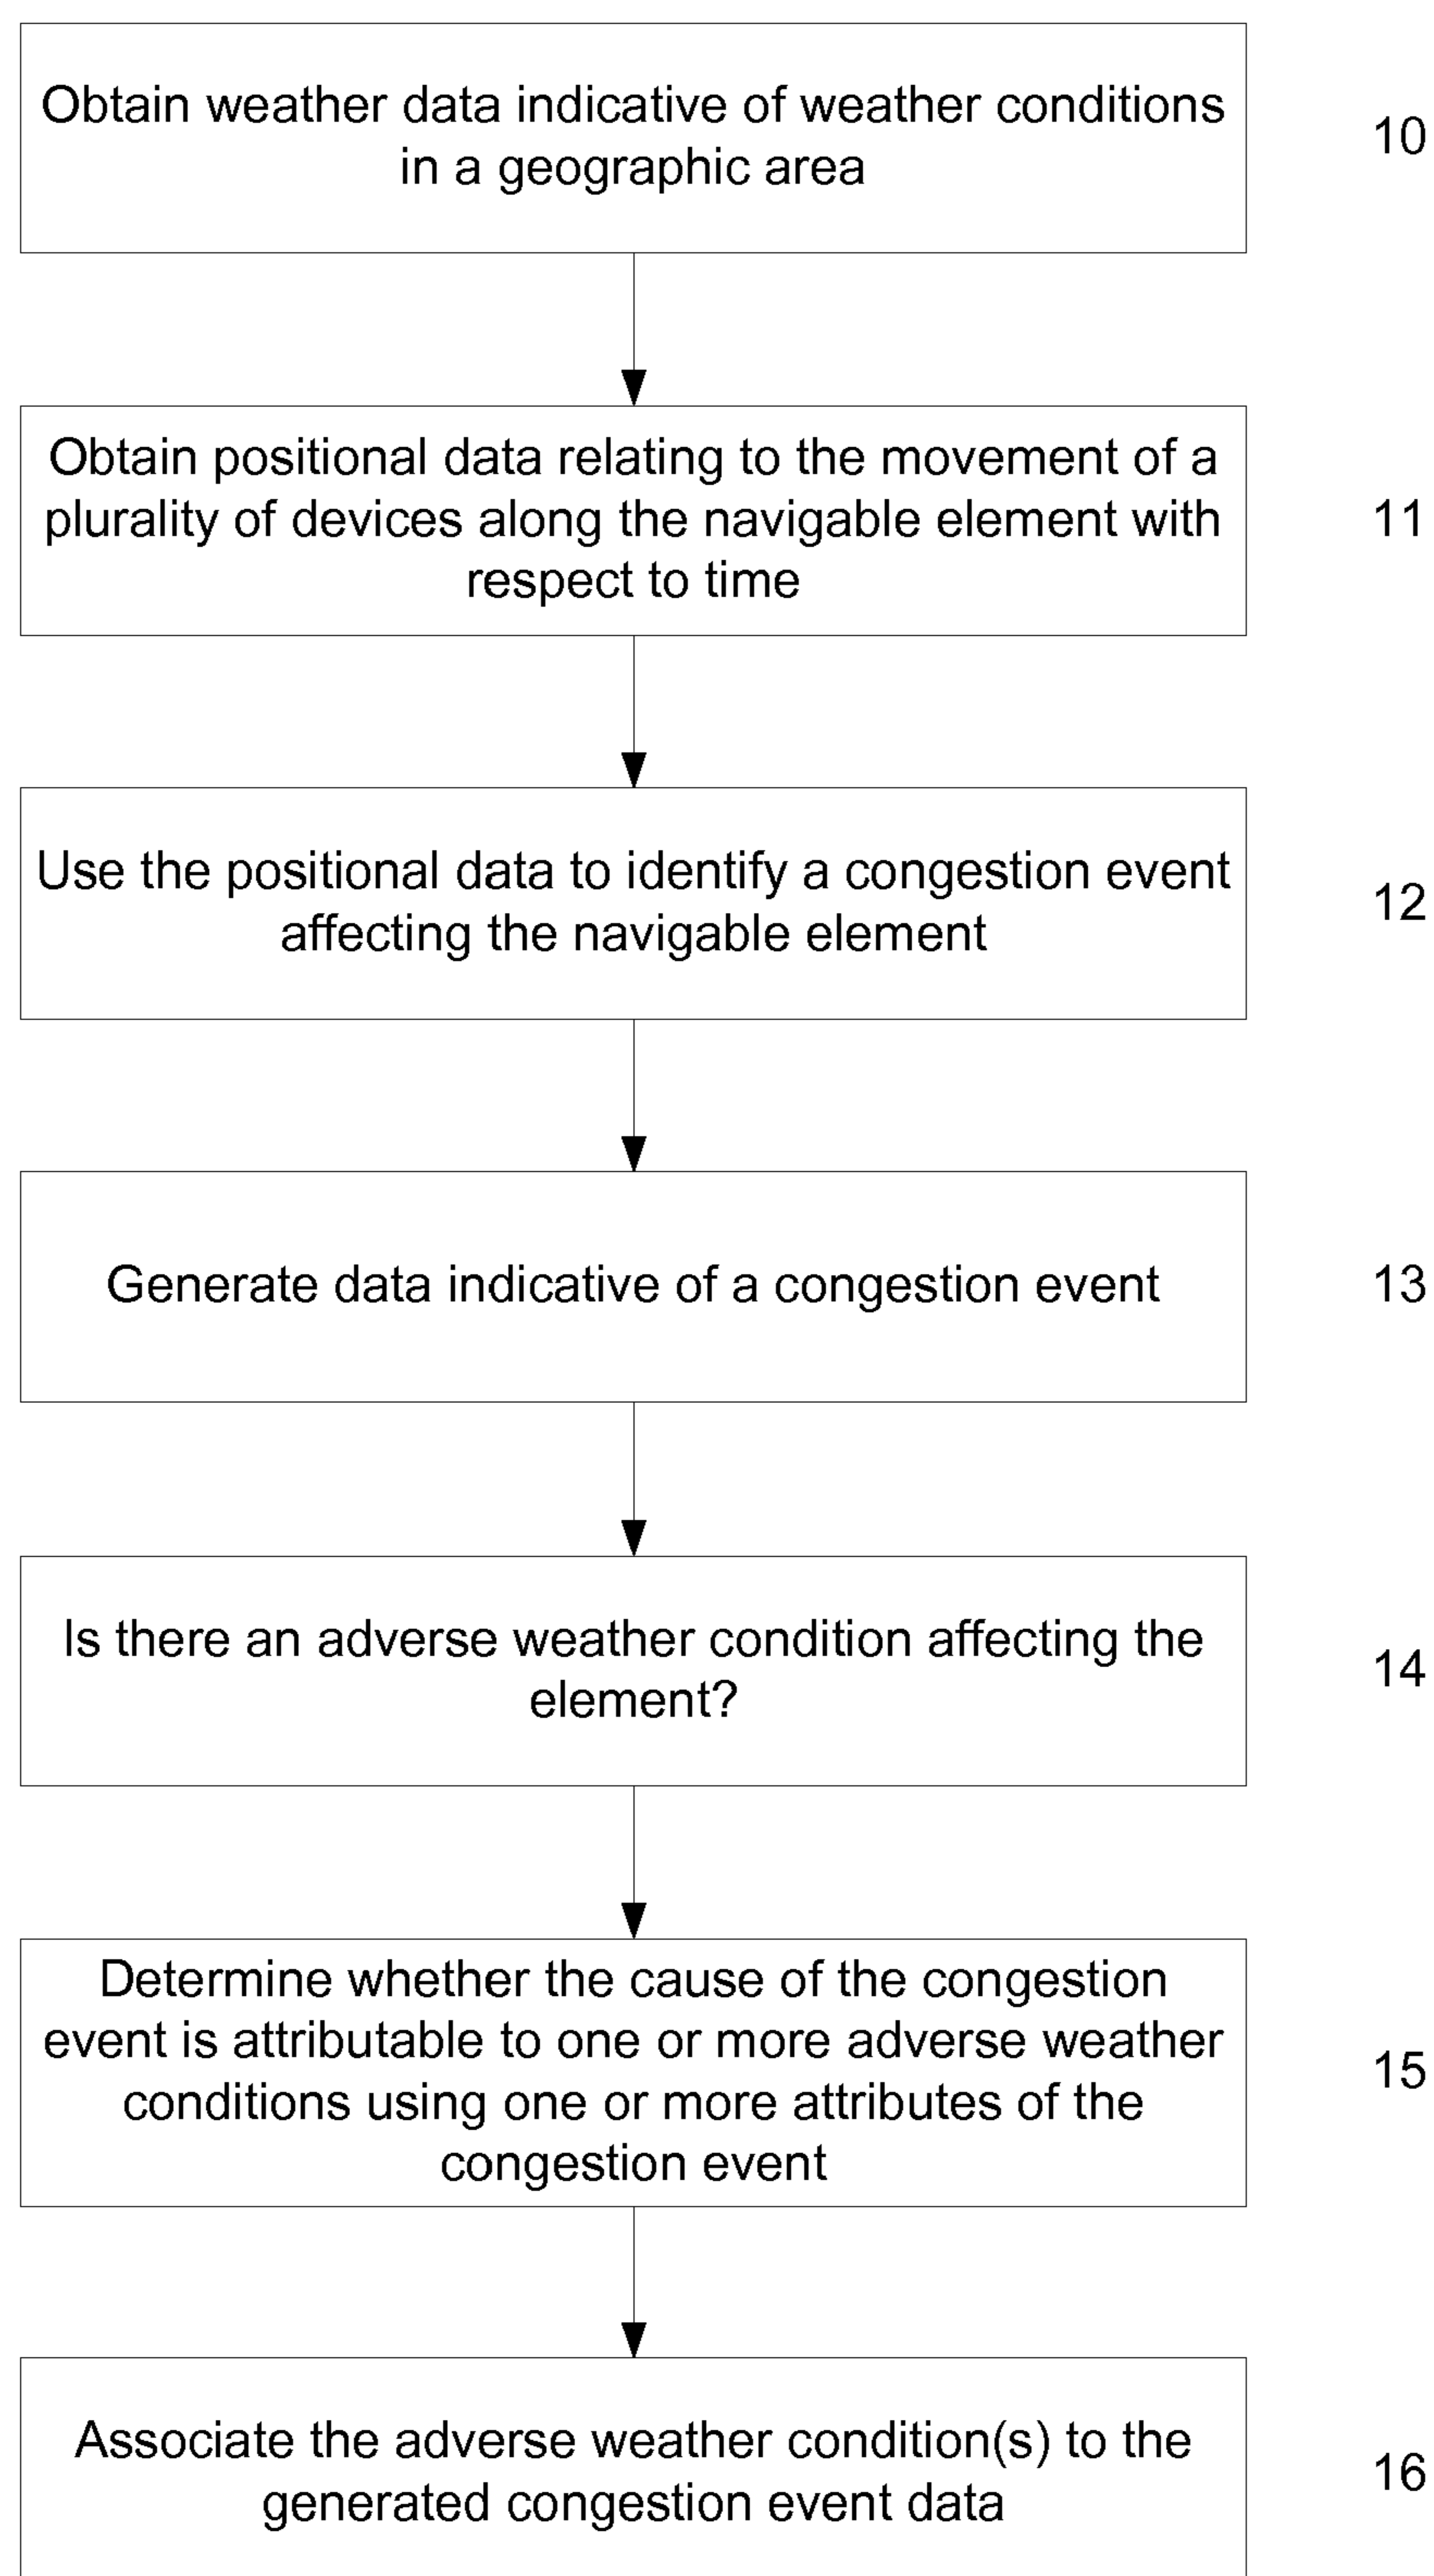 Obtain weather data indicative of weather conditions
in a geographic area
10
Obtain positional data relating to the movement of a
plurality of devices along the navigable element with
respect to time
11
Use the positional data to identify a congestion event
affecting the navigable element
12
Generate data indicative of a congestion event
13
Is there an adverse weather condition affecting the
element?
14
Determine whether the cause of the congestion
event is attributable to one or more adverse weather
conditions using one or more attributes of the
congestion event
15
Associate the adverse weather condition(s) to the
generated congestion event data
16